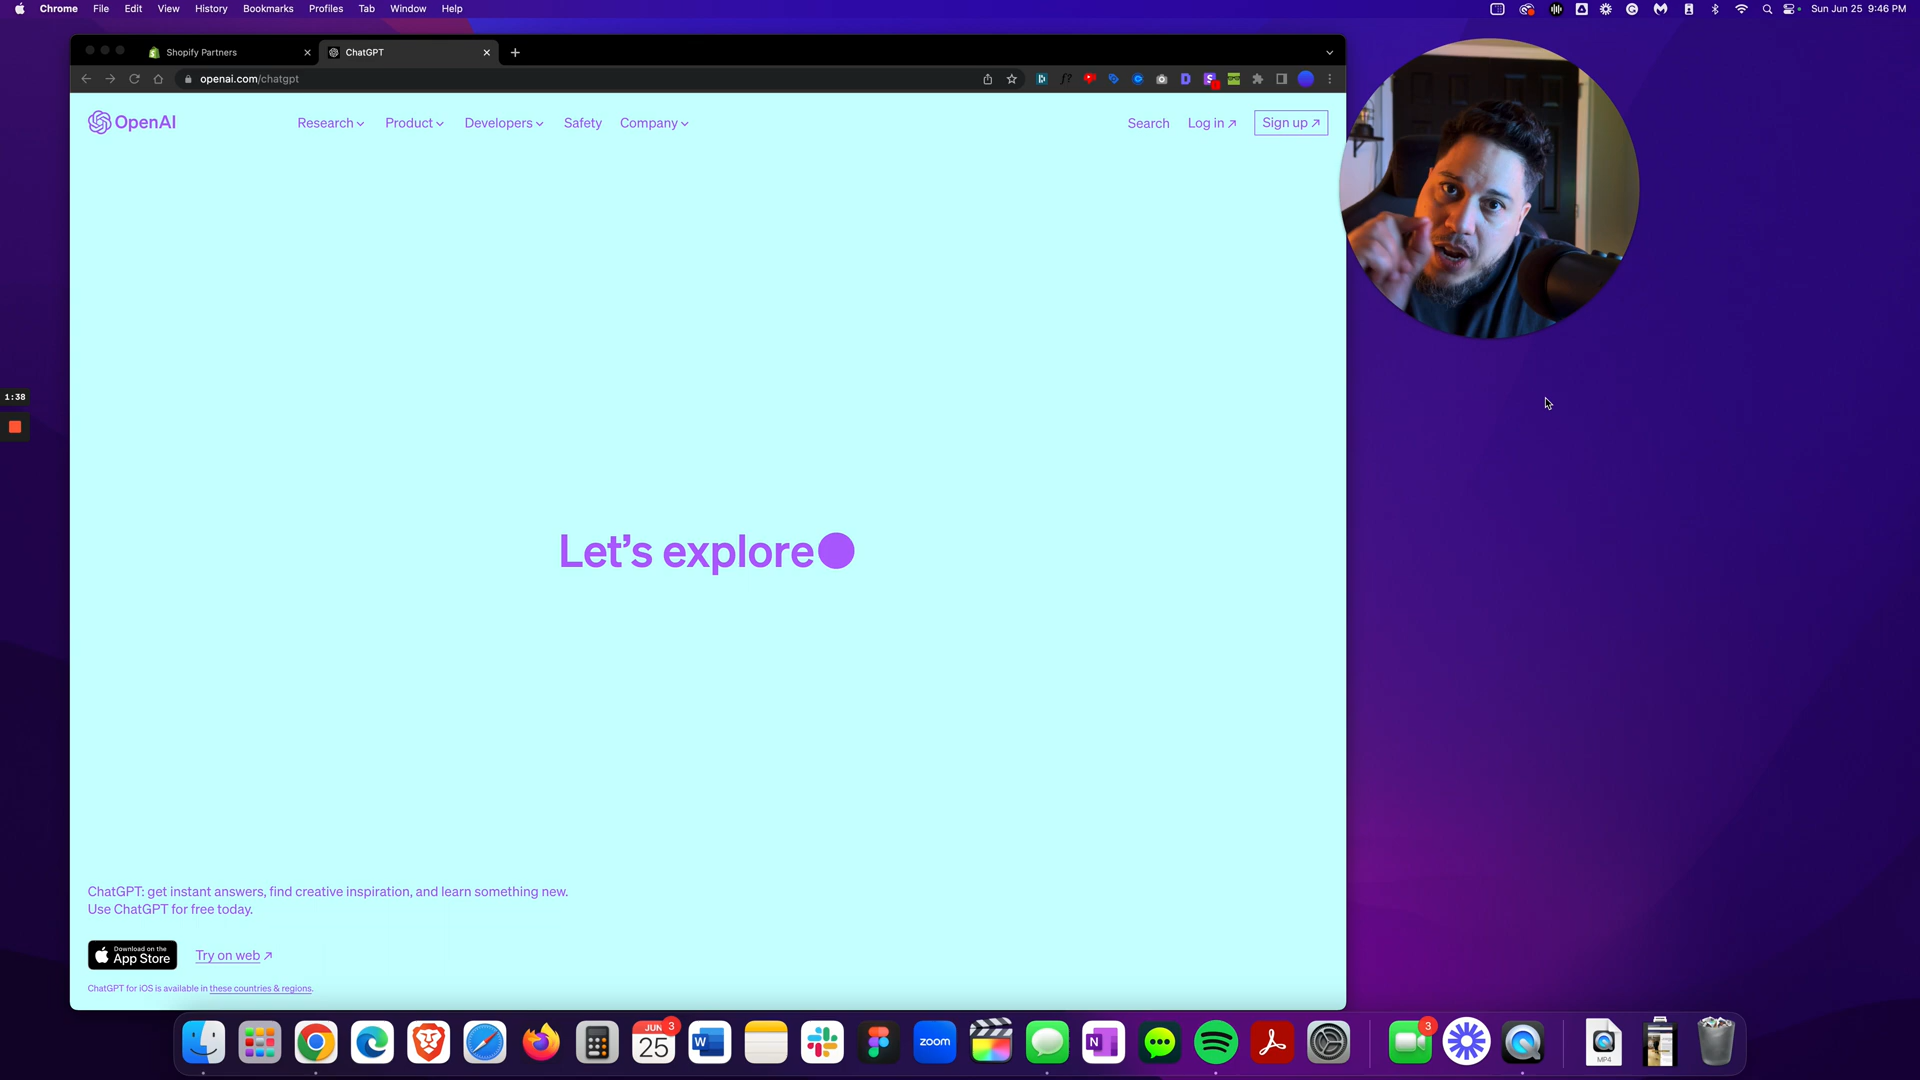 Chrome File Edit View History Bookmarks Profiles Tab Window Help
Sun Jun 25 9:46 PM
Shopify Partners
ChatGPT
openai.com/chatgpt
OpenAI
Research Product Developers Safety Company
Search Log in ↗ Sign up ↗
1:38
Let's explore
ChatGPT: get instant answers, find creative inspiration, and learn something new.
Use ChatGPT for free today.
Download on the
App Store
Try on web ↗
ChatGPT for iOS is available in these countries & regions.
JUN 3
25
W
zoom
N
3
MP4